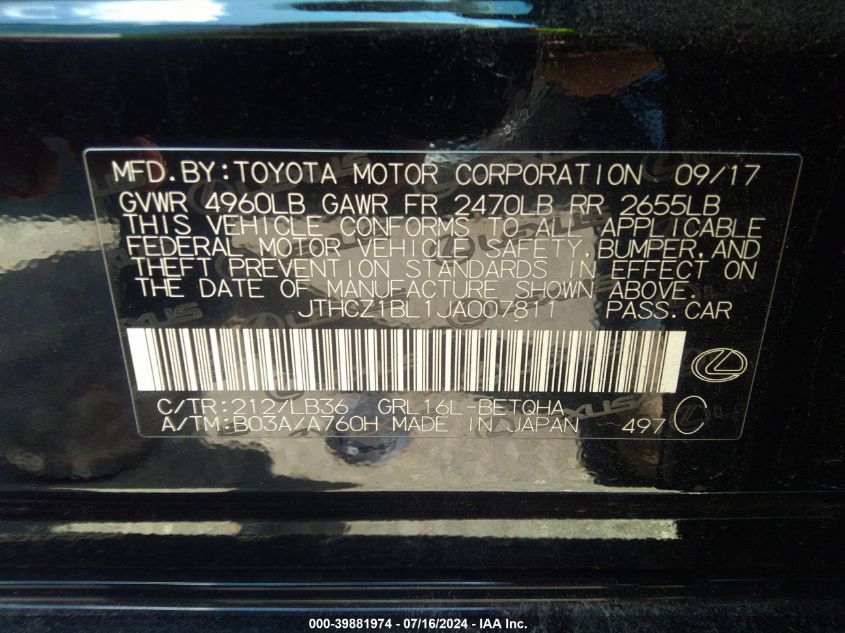 MFD.BY:TOYOTA MOTOR CORPORATION 09/17
GVWR 4960LB GAWR FR 2470LB RR 2655LB
THIS VEHICLE CONFORMS TO ALL APPLICABLE
FEDERAL MOTOR VEHICLE SAFETY,BUMPER,AND
THEFT PREVENTION STANDARDS IN EFFECT ON
THE DATE OF MANUFACTURE SHOWN ABOVE.
JTHCZ1BL1JA007811 PASS.CAR
C/TR:212/LB36 GRL16L-BETQHA
A/TM:B03A/A760H MADE IN JAPAN 497 C
000-39881974 - 07/16/2024 - IAA Inc.